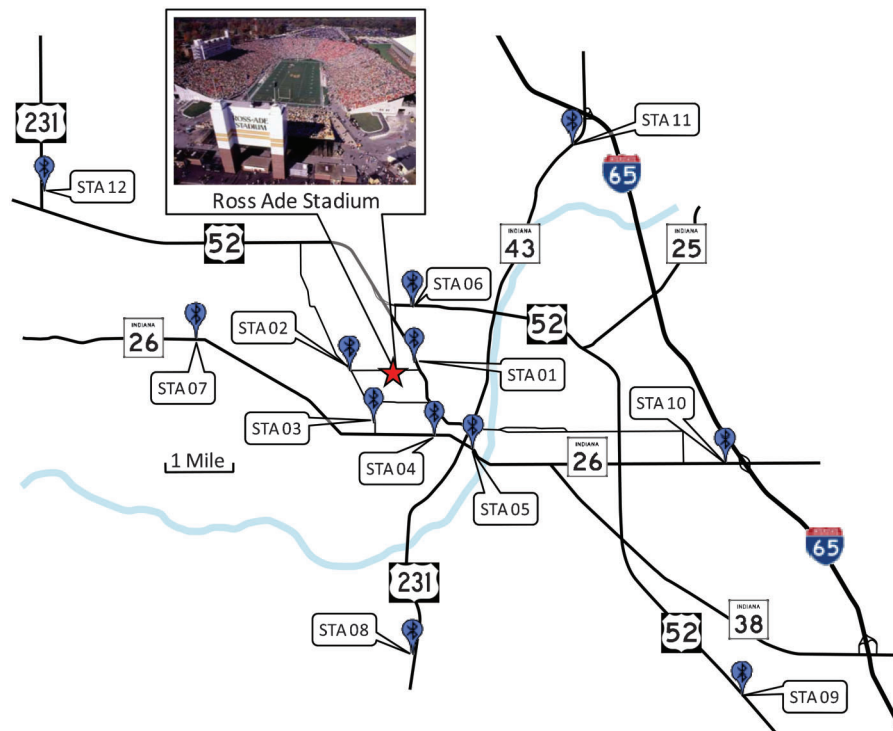 231
STA 12
52
ROSS-ADE
STADIUM
Ross Ade Stadium
STA 11
INTERSTATE
65
INDIANA
43
INDIANA
25
STA 06
52
STA 02
INDIANA
26
STA 07
STA 01
STA 10
STA 03
STA 04
1 Mile
INDIANA
26
STA 05
INTERSTATE
65
231
STA 08
INDIANA
38
52
STA 09